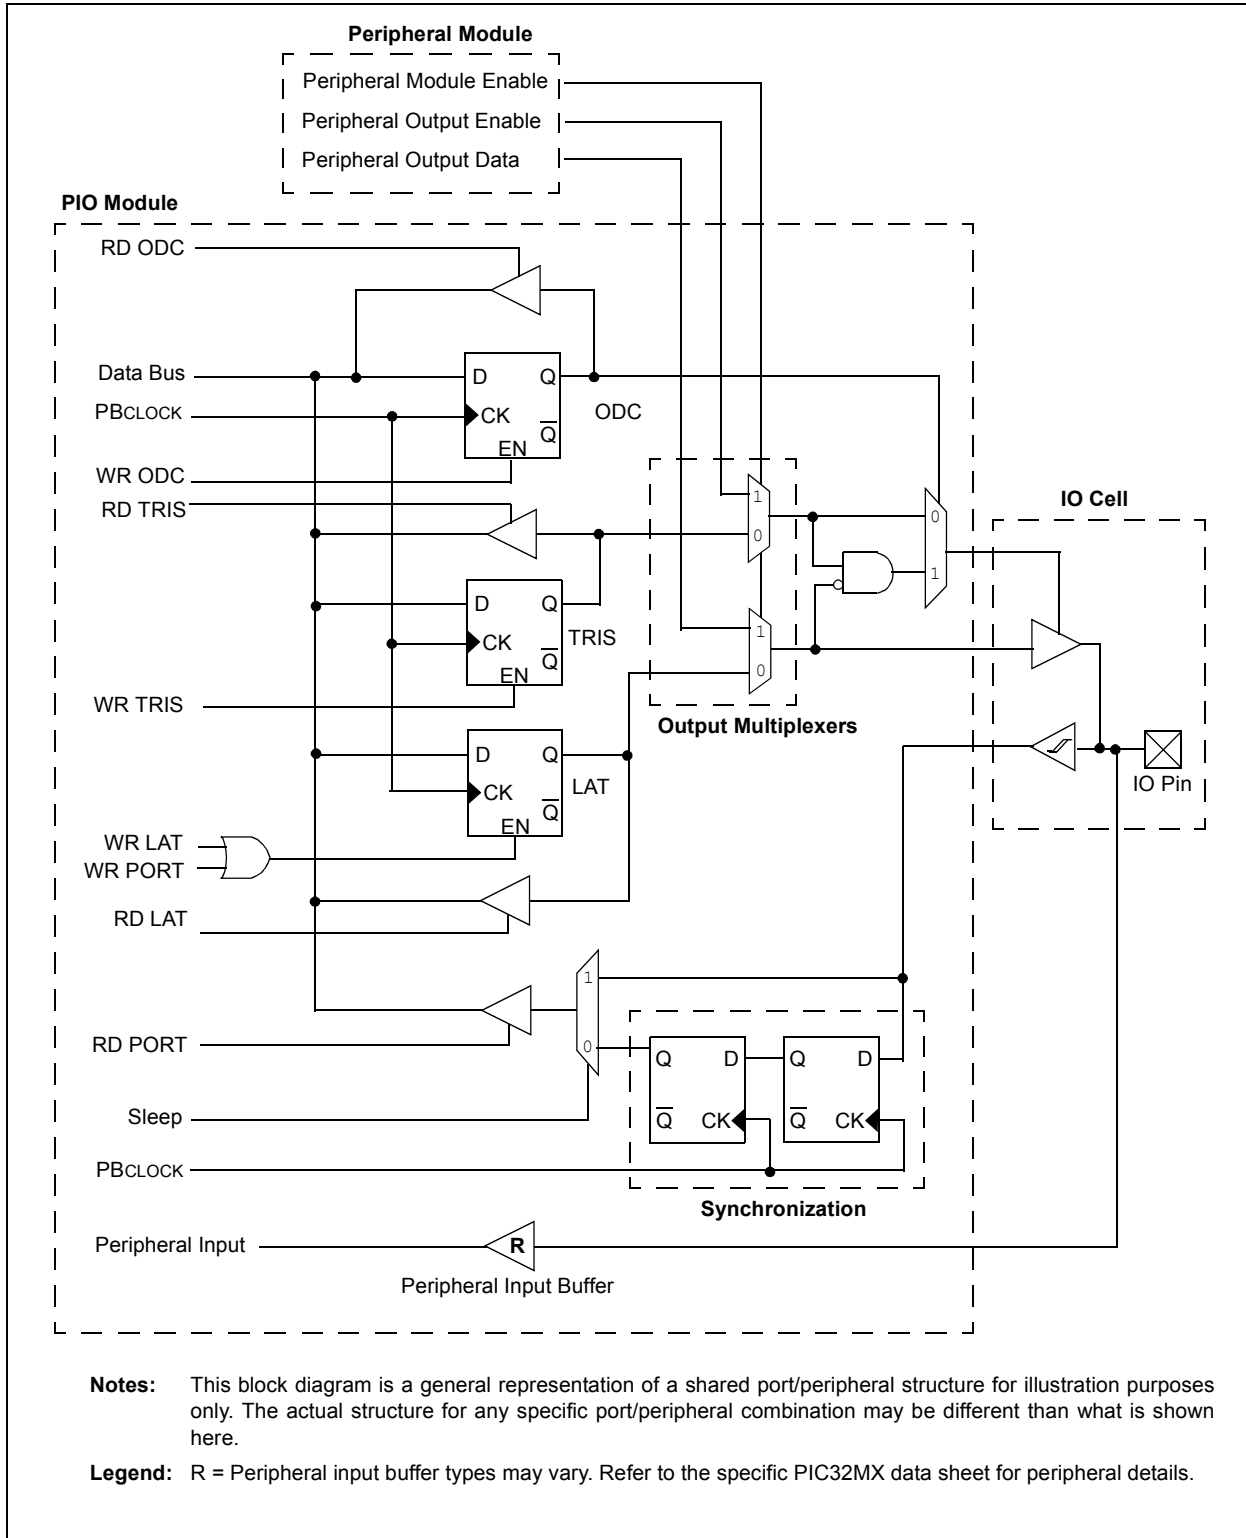 Peripheral Module
Peripheral Module Enable
Peripheral Output Enable
Peripheral Output Data
PIO Module
RD ODC
Data Bus
D Q
PBCLOCK
CK
ODC
Q
EN
WR ODC
RD TRIS
1
0
IO Cell
0
1
D Q
CK
TRIS
Q
EN
1
0
WR TRIS
Output Multiplexers
D Q
CK
LAT
Q
EN
IO Pin
WR LAT
WR PORT
RD LAT
1
RD PORT
0
Q D Q D
Sleep
Q CK Q CK
PBCLOCK
Synchronization
Peripheral Input
R
Peripheral Input Buffer
Notes: This block diagram is a general representation of a shared port/peripheral structure for illustration purposes
only. The actual structure for any specific port/peripheral combination may be different than what is shown
here.
Legend: R = Peripheral input buffer types may vary. Refer to the specific PIC32MX data sheet for peripheral details.